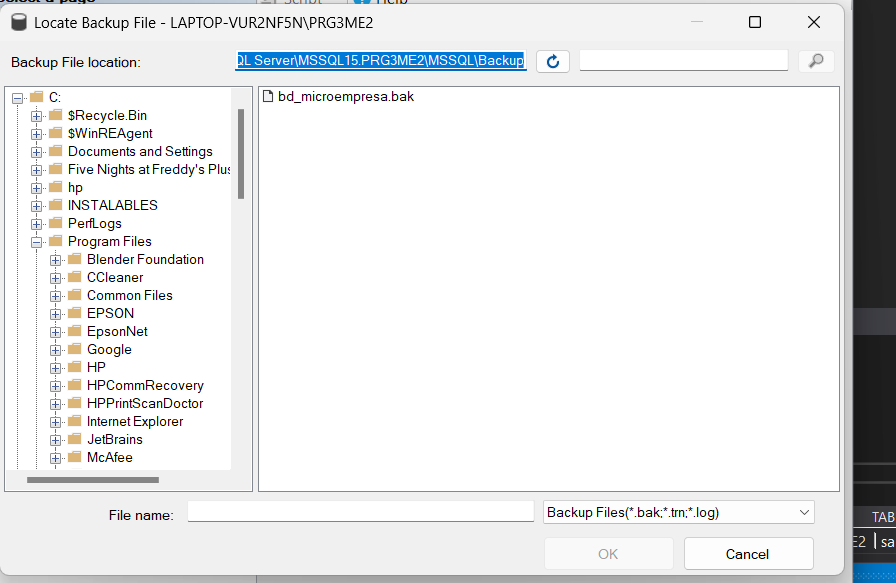 Locate Backup File - LAPTOP-VUR2NF5N\PRG3ME2
Backup File location:
QL Server\MSSQL15.PRG3ME2\MSSQL\Backup
C:
$Recycle.Bin
$WinREAgent
Documents and Settings
Five Nights at Freddy's Plus
hp
INSTALABLES
PerfLogs
Program Files
Blender Foundation
CCleaner
Common Files
EPSON
EpsonNet
Google
HP
HPCommRecovery
HPPrintScanDoctor
Internet Explorer
JetBrains
McAfee
bd_microempresa.bak
File name:
Backup Files(*.bak;*.trn;*.log)
OK
Cancel
TAB
E2
sa